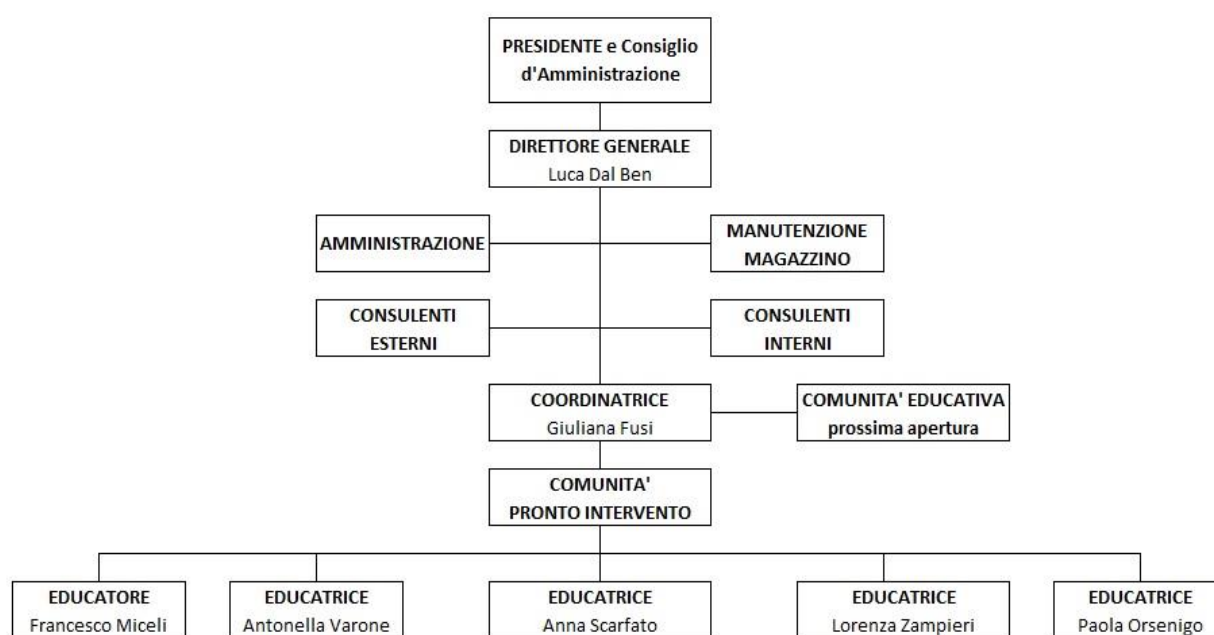 PRESIDENTE e Consiglio
d'Amministrazione
DIRETTORE GENERALE
Luca Dal Ben
AMMINISTRAZIONE
MANUTENZIONE
MAGAZZINO
CONSULENTI
ESTERNI
CONSULENTI
INTERNI
COORDINATRICE
Giuliana Fusi
COMUNITA' EDUCATIVA
prossima apertura
COMUNITA'
PRONTO INTERVENTO
EDUCATORE
Francesco Miceli
EDUCATRICE
Antonella Varone
EDUCATRICE
Anna Scarfato
EDUCATRICE
Lorenza Zampieri
EDUCATRICE
Paola Orsenigo